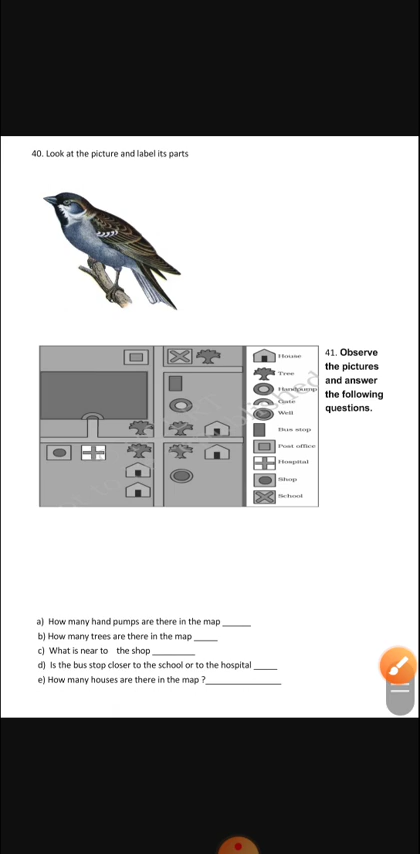 40. Look at the picture and label its parts
House
Tree
Handpump
Gate
Well
Bus stop
Post office
Hospital
Shop
School
41. Observe
the pictures
and answer
the following
questions.
a) How many hand pumps are there in the map ______
b) How many trees are there in the map _____
c) What is near to the shop _________
d) Is the bus stop closer to the school or to the hospital _____
e) How many houses are there in the map ?________________